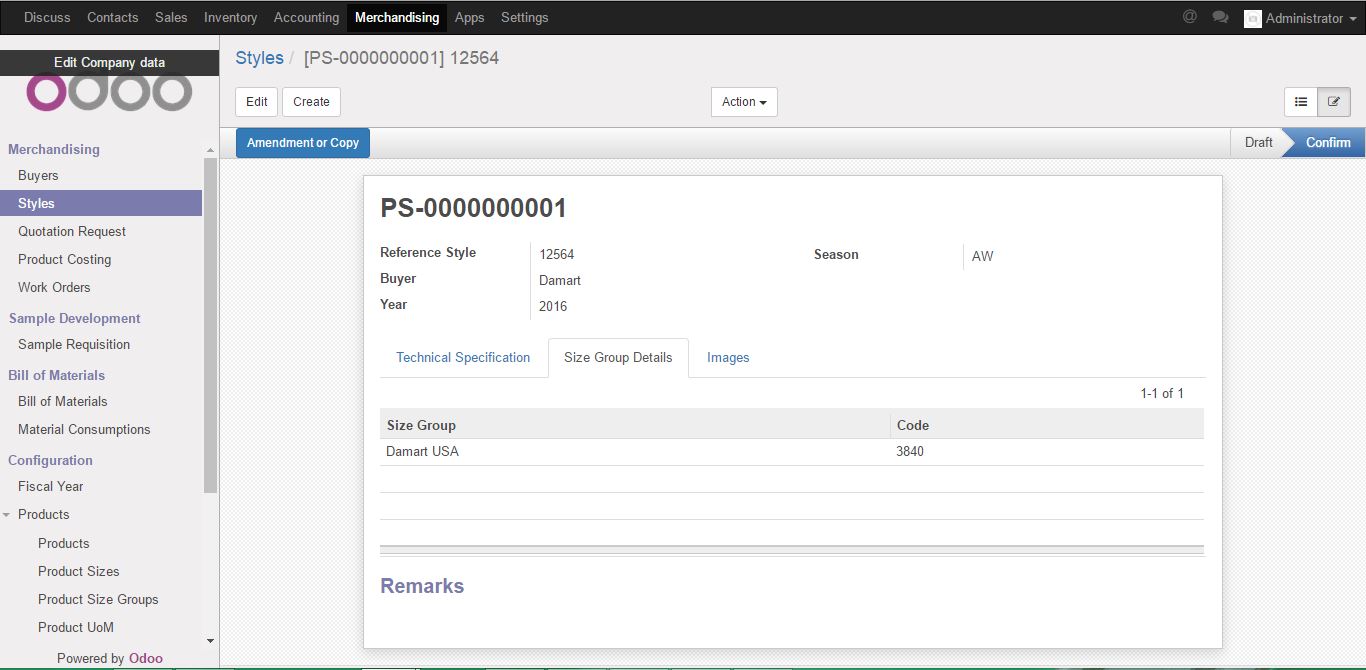 Discuss Contacts Sales Inventory Accounting Merchandising Apps Settings @ Administrator
Edit Company data
odoo
Styles / [PS-0000000001] 12564
Edit Create Action
Amendment or Copy Draft Confirm
Merchandising
Buyers
Styles
Quotation Request
Product Costing
Work Orders
Sample Development
Sample Requisition
Bill of Materials
Bill of Materials
Material Consumptions
Configuration
Fiscal Year
Products
Products
Product Sizes
Product Size Groups
Product UoM
Powered by Odoo
PS-0000000001
Reference Style 12564 Season AW
Buyer Damart
Year 2016
Technical Specification Size Group Details Images
1-1 of 1
Size Group Code
Damart USA 3840
Remarks